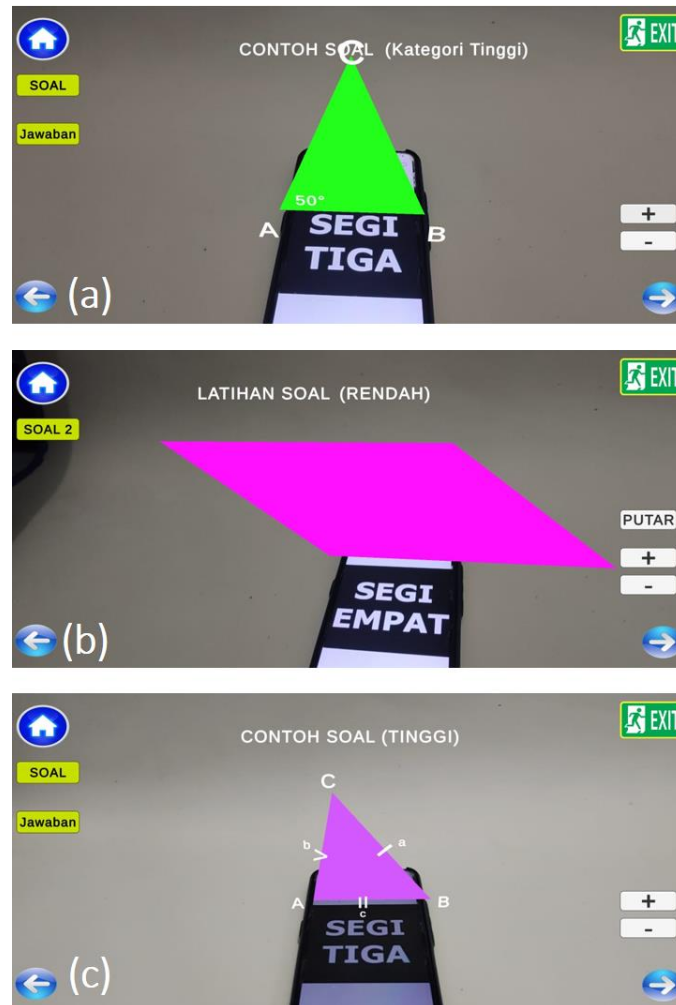 CONTOH SOAL (Kategori Tinggi)
EXIT
SOAL
Jawaban
C
50°
A
B
SEGI
TIGA
+
-
(a)
LATIHAN SOAL (RENDAH)
EXIT
SOAL 2
PUTAR
+
-
SEGI
EMPAT
(b)
CONTOH SOAL (TINGGI)
EXIT
SOAL
Jawaban
C
b
a
A
B
c
SEGI
TIGA
+
-
(c)